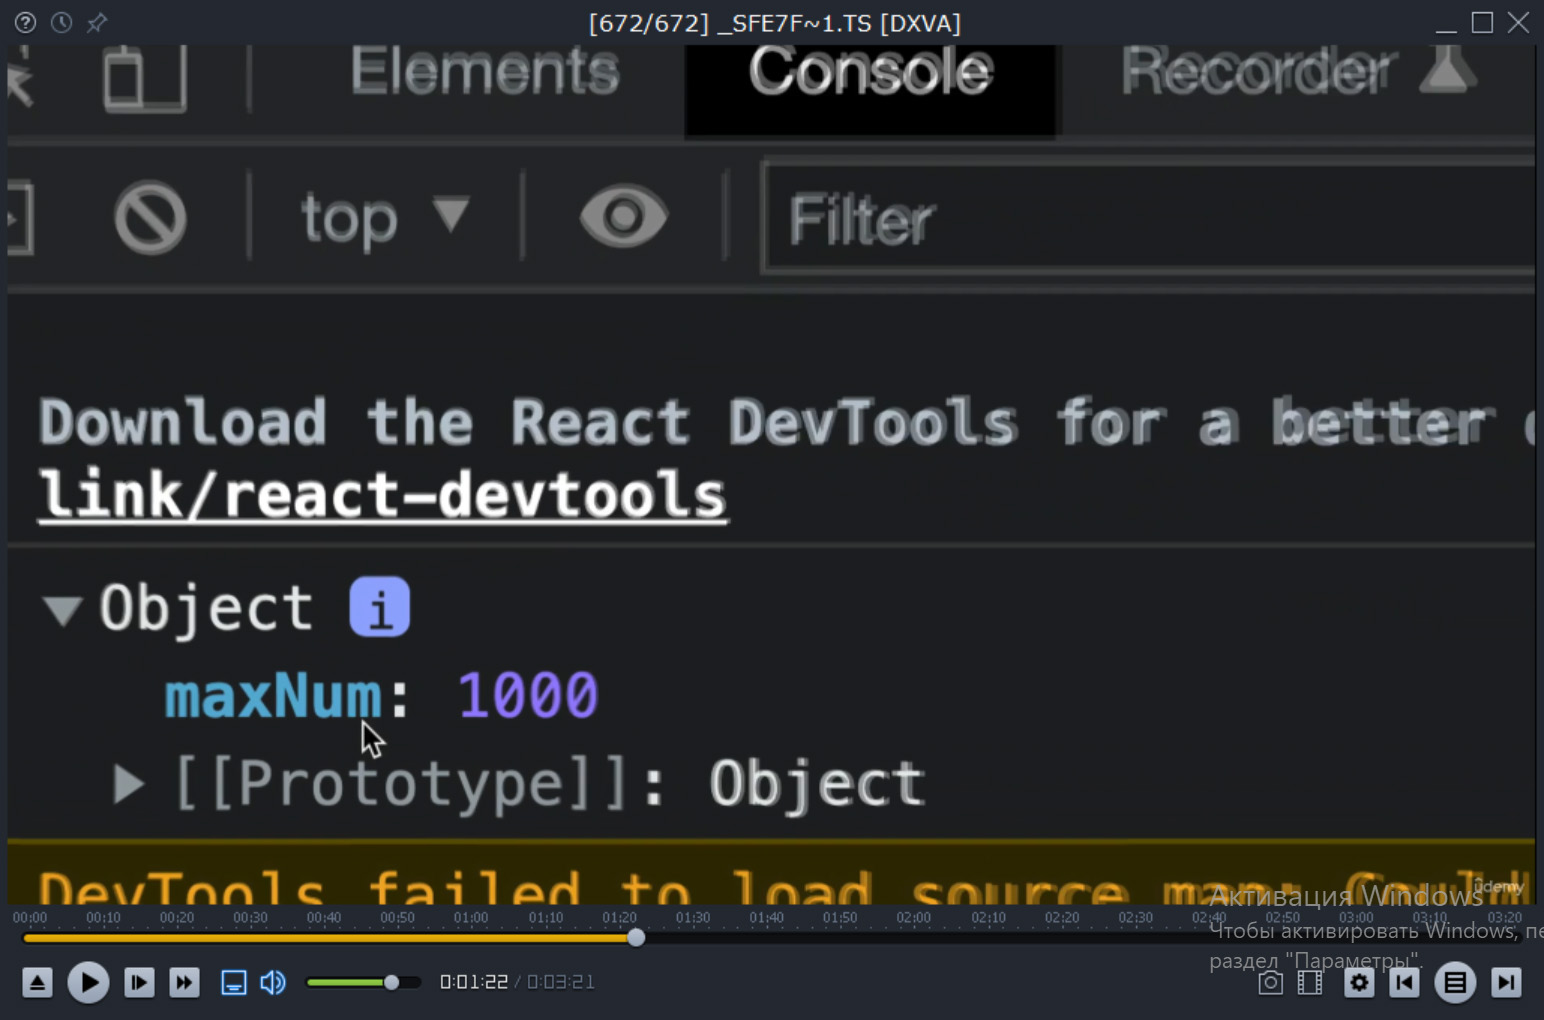 [672/672] _SFE7F~1.TS [DXVA]
Elements Console Recorder
top Filter
Download the React DevTools for a better
link/react-devtools
Object i
maxNum: 1000
[[Prototype]]: Object
DevTools failed to load source map: Could
ûdemy
00:00 00:10 00:20 00:30 00:40 00:50 01:00 01:10 01:20 01:30 01:40 01:50 02:00 02:10 02:20 02:30 02:40 02:50 03:00 03:10 03:20
Активация Windows
Чтобы активировать Windows, пе
раздел "Параметры".
0:01:22 / 0:03:21